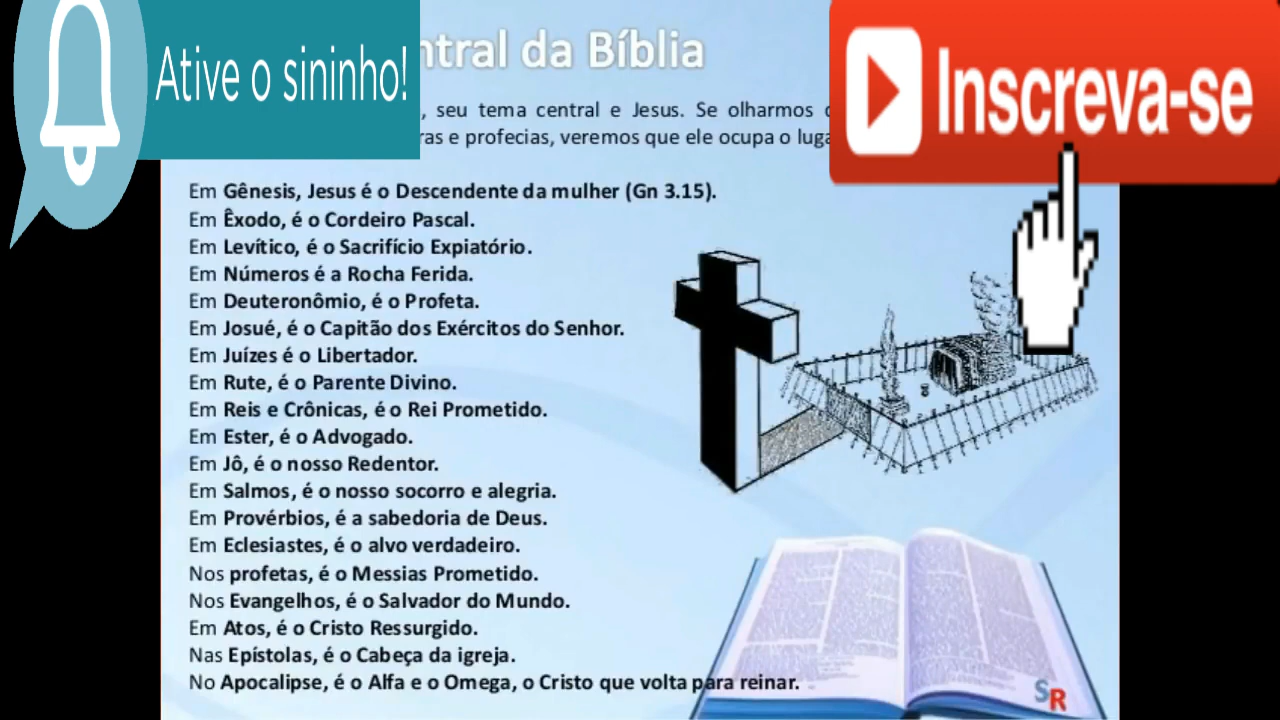 Ative o sininho!
ntral da Bíblia
Inscreva-se
, seu tema central e Jesus. Se olharmos
ras e profecias, veremos que ele ocupa o luga
Em Gênesis, Jesus é o Descendente da mulher (Gn 3.15).
Em Êxodo, é o Cordeiro Pascal.
Em Levítico, é o Sacrifício Expiatório.
Em Números é a Rocha Ferida.
Em Deuteronômio, é o Profeta.
Em Josué, é o Capitão dos Exércitos do Senhor.
Em Juízes é o Libertador.
Em Rute, é o Parente Divino.
Em Reis e Crônicas, é o Rei Prometido.
Em Ester, é o Advogado.
Em Jô, é o nosso Redentor.
Em Salmos, é o nosso socorro e alegria.
Em Provérbios, é a sabedoria de Deus.
Em Eclesiastes, é o alvo verdadeiro.
Nos profetas, é o Messias Prometido.
Nos Evangelhos, é o Salvador do Mundo.
Em Atos, é o Cristo Ressurgido.
Nas Epístolas, é o Cabeça da igreja.
No Apocalipse, é o Alfa e o Omega, o Cristo que volta para reinar.
SR